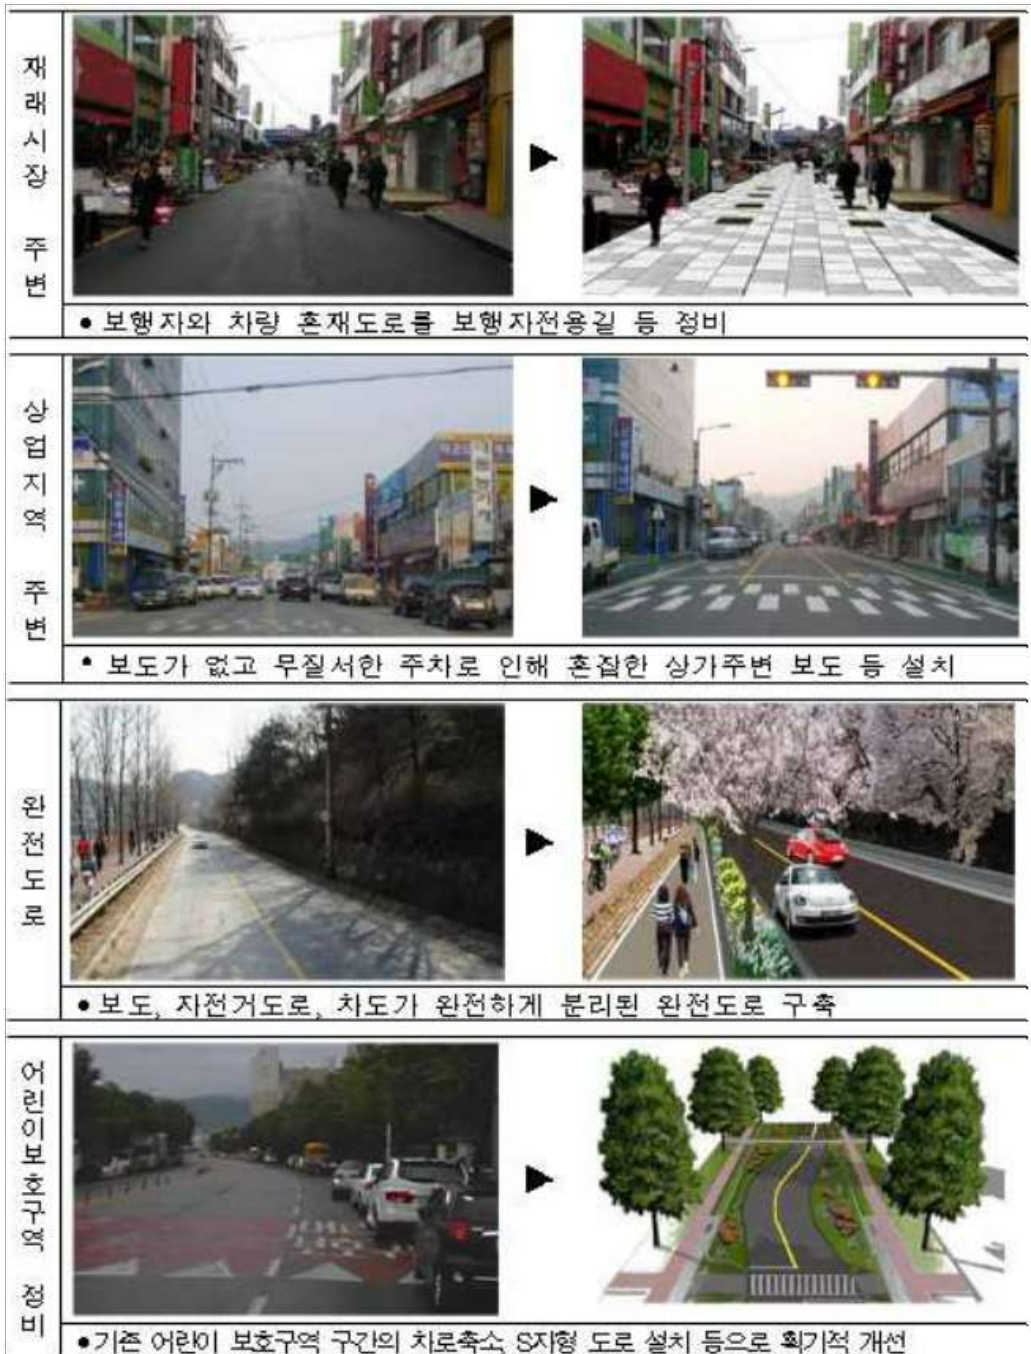 재래시장 주변
● 보행자와 차량 혼재도로를 보행자전용길 등 정비
상업지역 주변
• 보도가 없고 무질서한 주차로 인해 혼잡한 상가주변 보도 등 설치
완전도로
● 보도, 자전거도로, 차도가 완전하게 분리된 완전도로 구축
어린이보호구역 정비
●기존 어린이 보호구역 구간의 차로축소, S자형 도로 설치 등으로 획기적 개선